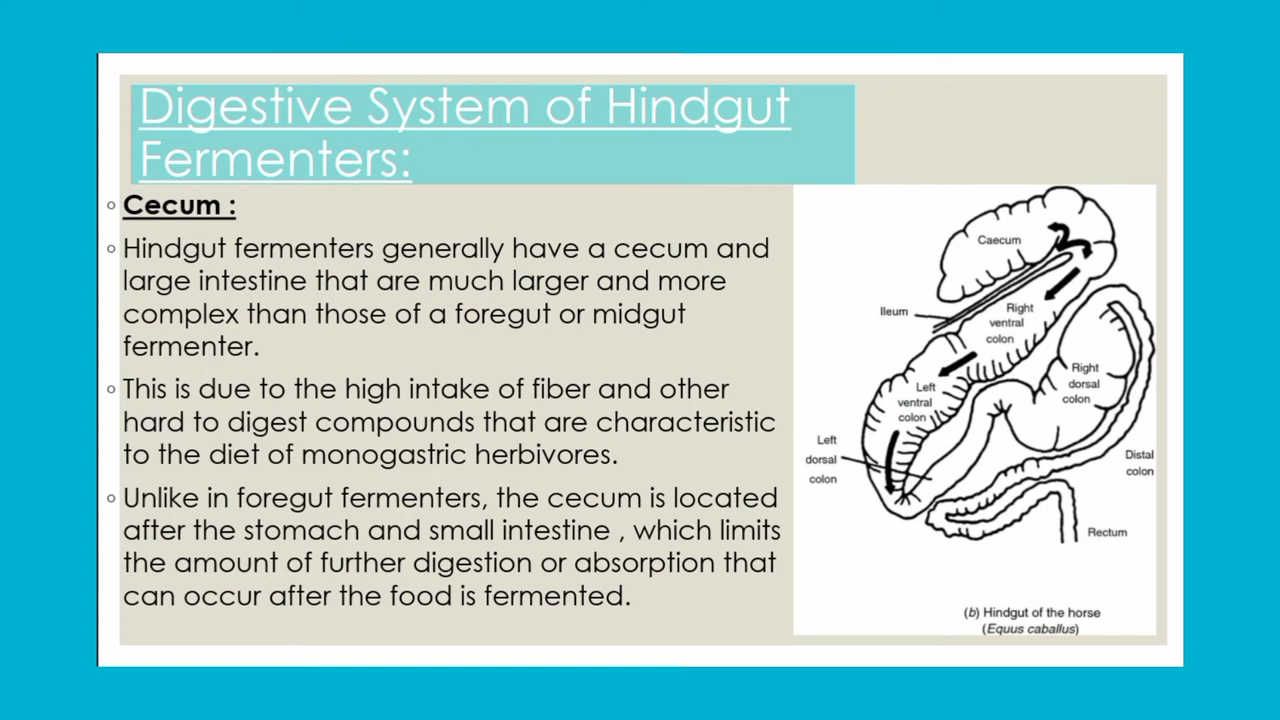 Digestive System of Hindgut
Fermenters:
◦ Cecum :
◦ Hindgut fermenters generally have a cecum and
large intestine that are much larger and more
complex than those of a foregut or midgut
fermenter.
◦ This is due to the high intake of fiber and other
hard to digest compounds that are characteristic
to the diet of monogastric herbivores.
◦ Unlike in foregut fermenters, the cecum is located
after the stomach and small intestine , which limits
the amount of further digestion or absorption that
can occur after the food is fermented.
Caecum
Ileum
Right
ventral
colon
Left
ventral
colon
Right
dorsal
colon
Left
dorsal
colon
Distal
colon
Rectum
(b) Hindgut of the horse
(Equus caballus)